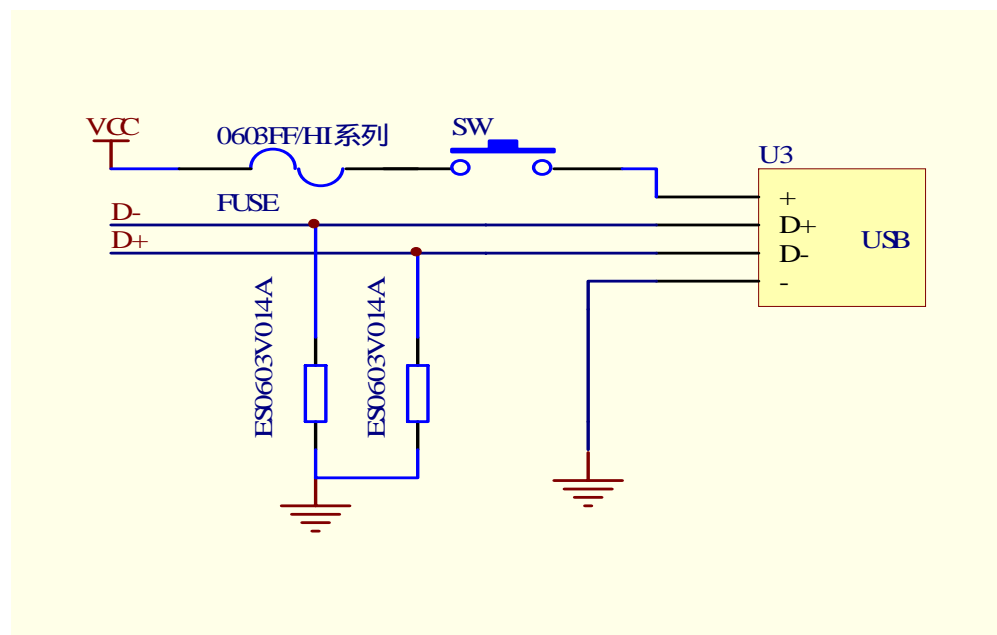 VCC
0603FF/HI系列
SW
FUSE
U3
+
D+
D-
-
USB
D-
D+
ES0603V014A
ES0603V014A